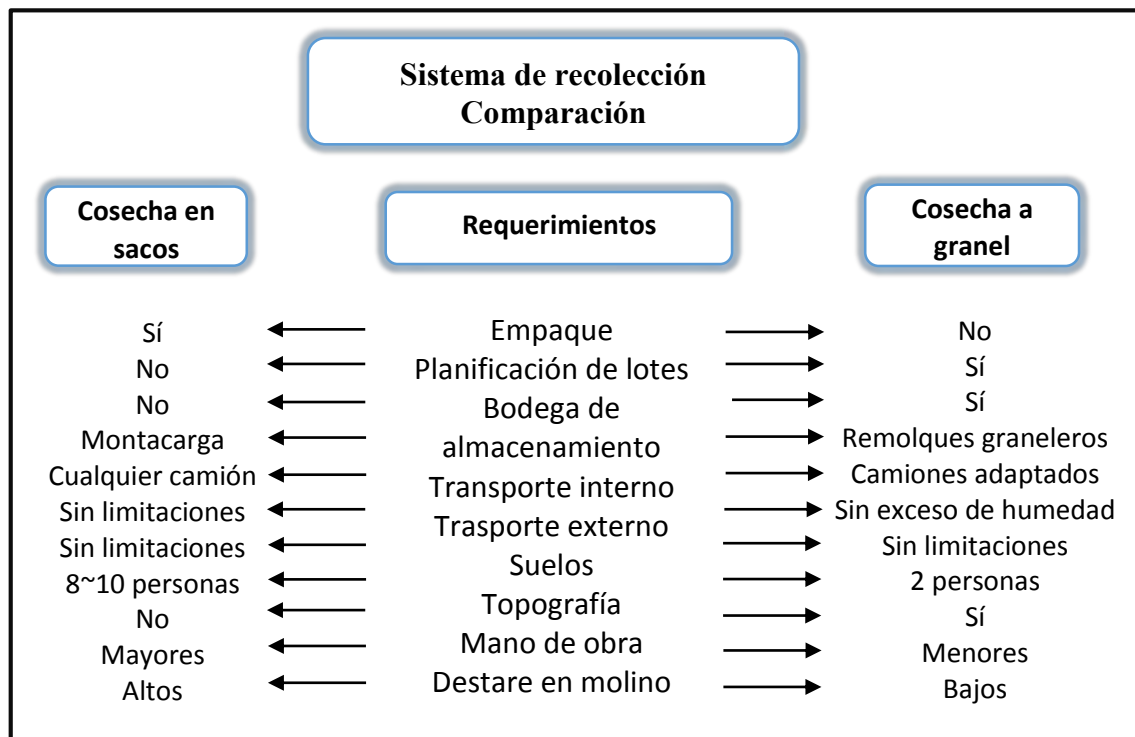 Sistema de recolección
Comparación
Cosecha en
sacos
Requerimientos
Cosecha a
granel
Sí
No
No
Montacarga
Cualquier camión
Sin limitaciones
Sin limitaciones
8~10 personas
No
Mayores
Altos
Empaque
Planificación de lotes
Bodega de
almacenamiento
Transporte interno
Trasporte externo
Suelos
Topografía
Mano de obra
Destare en molino
No
Sí
Sí
Remolques graneleros
Camiones adaptados
Sin exceso de humedad
Sin limitaciones
2 personas
Sí
Menores
Bajos